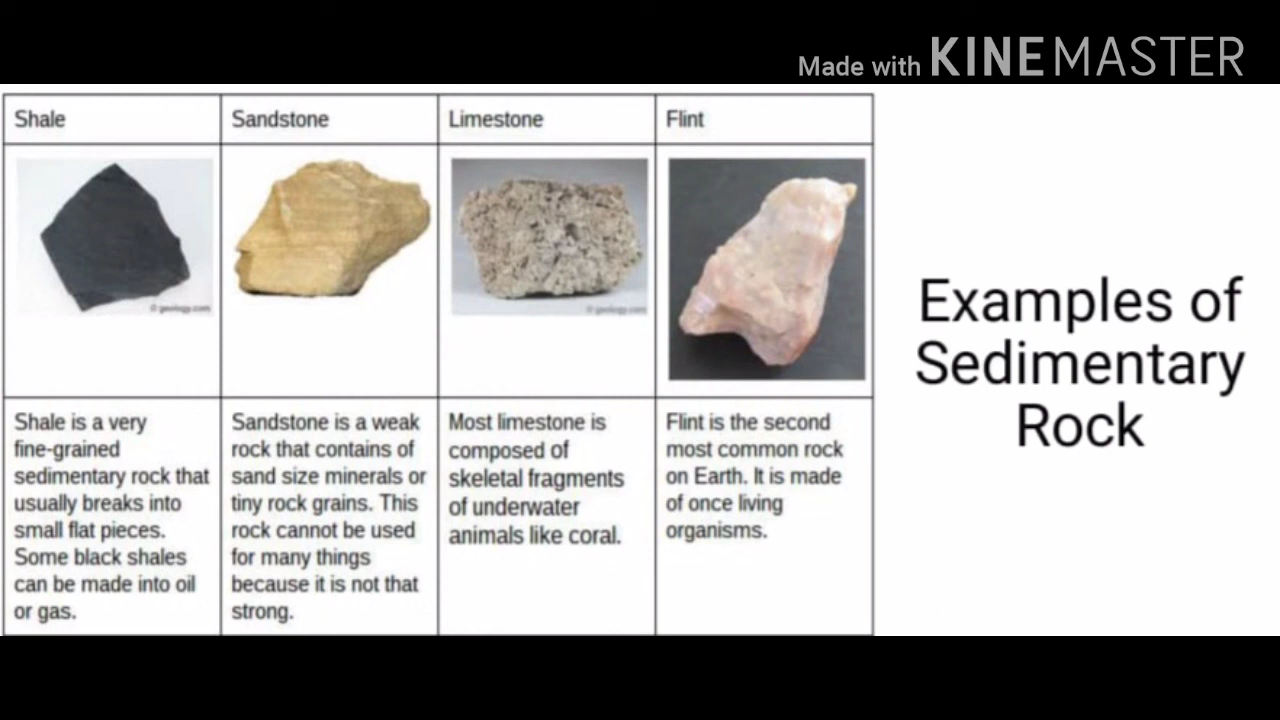 Made with KINEMASTER
Shale
Sandstone
Limestone
Flint
© geology.com
© geology.com
Shale is a very
fine-grained
sedimentary rock that
usually breaks into
small flat pieces.
Some black shales
can be made into oil
or gas.
Sandstone is a weak
rock that contains of
sand size minerals or
tiny rock grains. This
rock cannot be used
for many things
because it is not that
strong.
Most limestone is
composed of
skeletal fragments
of underwater
animals like coral.
Flint is the second
most common rock
on Earth. It is made
of once living
organisms.
Examples of
Sedimentary
Rock